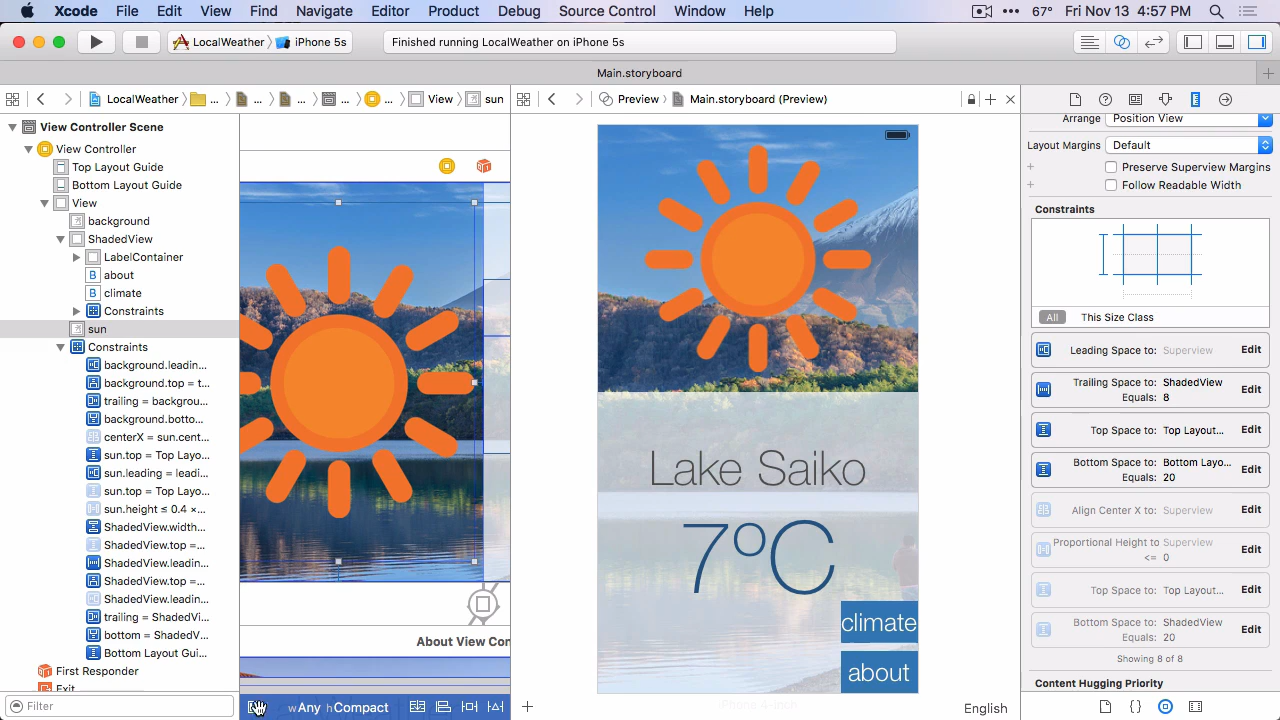 Xcode File Edit View Find Navigate Editor Product Debug Source Control Window Help 67° Fri Nov 13 4:57 PM
LocalWeather iPhone 5s Finished running LocalWeather on iPhone 5s
Main.storyboard
LocalWeather ... ... ... ... ... View sun
Preview Main.storyboard (Preview)
View Controller Scene
View Controller
Top Layout Guide
Bottom Layout Guide
View
background
ShadedView
LabelContainer
B about
B climate
Constraints
sun
Constraints
background.leadin...
background.top = t...
trailing = backgrou...
background.botto...
centerX = sun.cent...
sun.top = Top Layo...
sun.leading = leadi...
sun.top = Top Layo...
sun.height ≤ 0.4 ×...
ShadedView.width...
ShadedView.top =...
ShadedView.leadin...
ShadedView.top =...
ShadedView.leadin...
trailing = ShadedVi...
bottom = ShadedV...
Bottom Layout Gui...
First Responder
Exit
Filter
About View Con
wAny hCompact
Lake Saiko
7°C
climate
about
iPhone 4-inch
English
Arrange Position View
Layout Margins Default
Preserve Superview Margins
Follow Readable Width
Constraints
All This Size Class
Leading Space to: Superview Edit
Trailing Space to: ShadedView
Equals: 8 Edit
Top Space to: Top Layout... Edit
Bottom Space to: Bottom Layo...
Equals: 20 Edit
Align Center X to: Superview Edit
Proportional Height to Superview
<= 0 Edit
Top Space to: Top Layout... Edit
Bottom Space to: ShadedView
Equals: 20 Edit
Showing 8 of 8
Content Hugging Priority